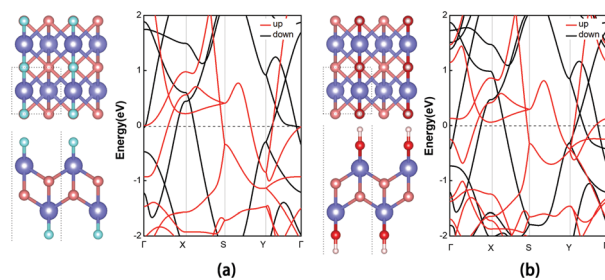 2
1
0
-1
-2
Energy(eV)
up
down
Γ X S Y Γ
2
1
0
-1
-2
Energy(eV)
up
down
Γ X S Y
(a) (b)